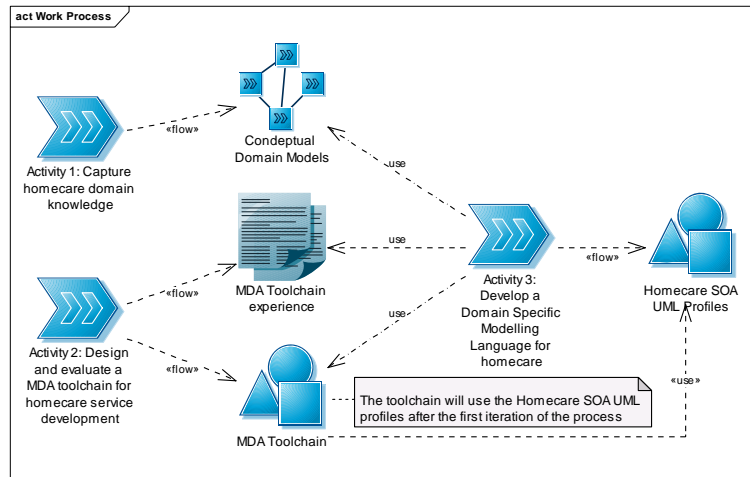 act Work Process
«flow»
Condeptual
Domain Models
Activity 1: Capture
homecare domain
knowledge
use
MDA Toolchain
experience
«flow»
use
Activity 3:
Develop a
Domain Specific
Modelling
Language for
homecare
«flow»
Homecare SOA
UML Profiles
Activity 2: Design
and evaluate a
MDA toolchain for
homecare service
development
«flow»
use
MDA Toolchain
The toolchain will use the Homecare SOA UML
profiles after the first iteration of the process
«use»